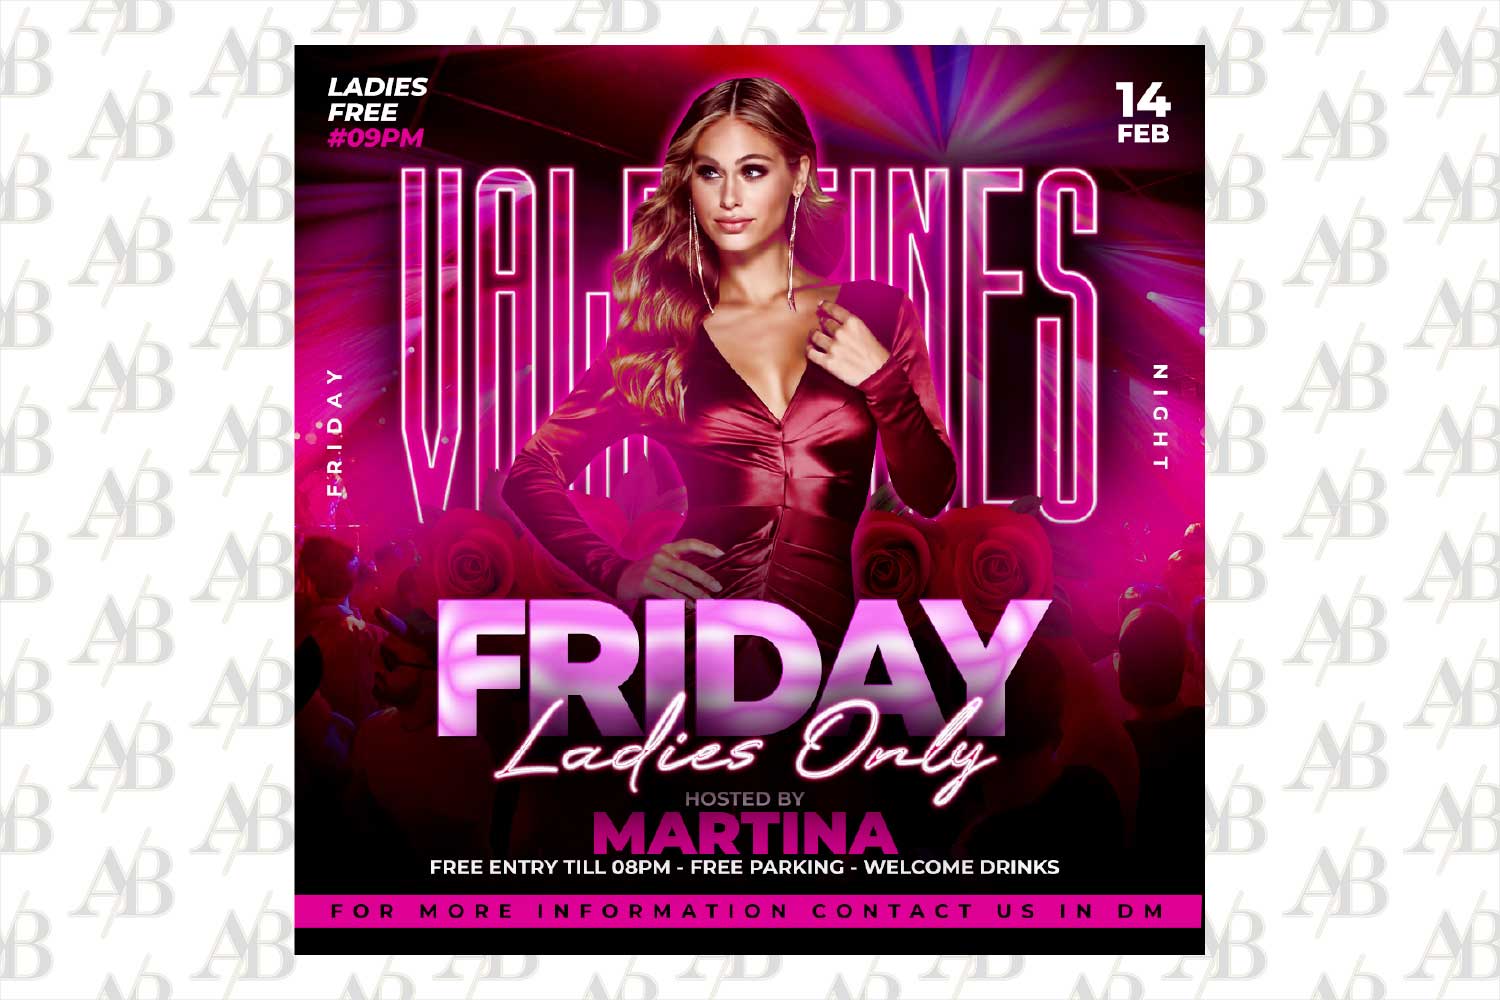 LADIES
FREE
#09PM
14
FEB
VALENTINES
FRIDAY
NIGHT
FRIDAY
Ladies Only
HOSTED BY
MARTINA
FREE ENTRY TILL 08PM - FREE PARKING - WELCOME DRINKS
FOR MORE INFORMATION CONTACT US IN DM